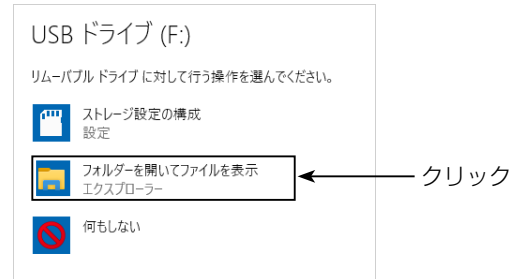 USB ドライブ (F:)
リムーバブル ドライブ に対して行う操作を選んでください。
ストレージ設定の構成
設定
フォルダーを開いてファイルを表示
エクスプローラー
クリック
何もしない